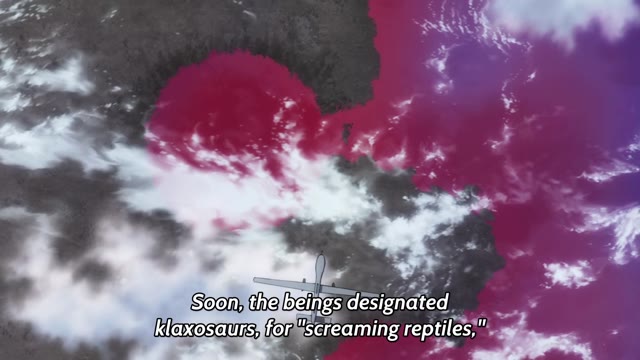 Soon, the beings designated
klaxosaurs, for "screaming reptiles,"